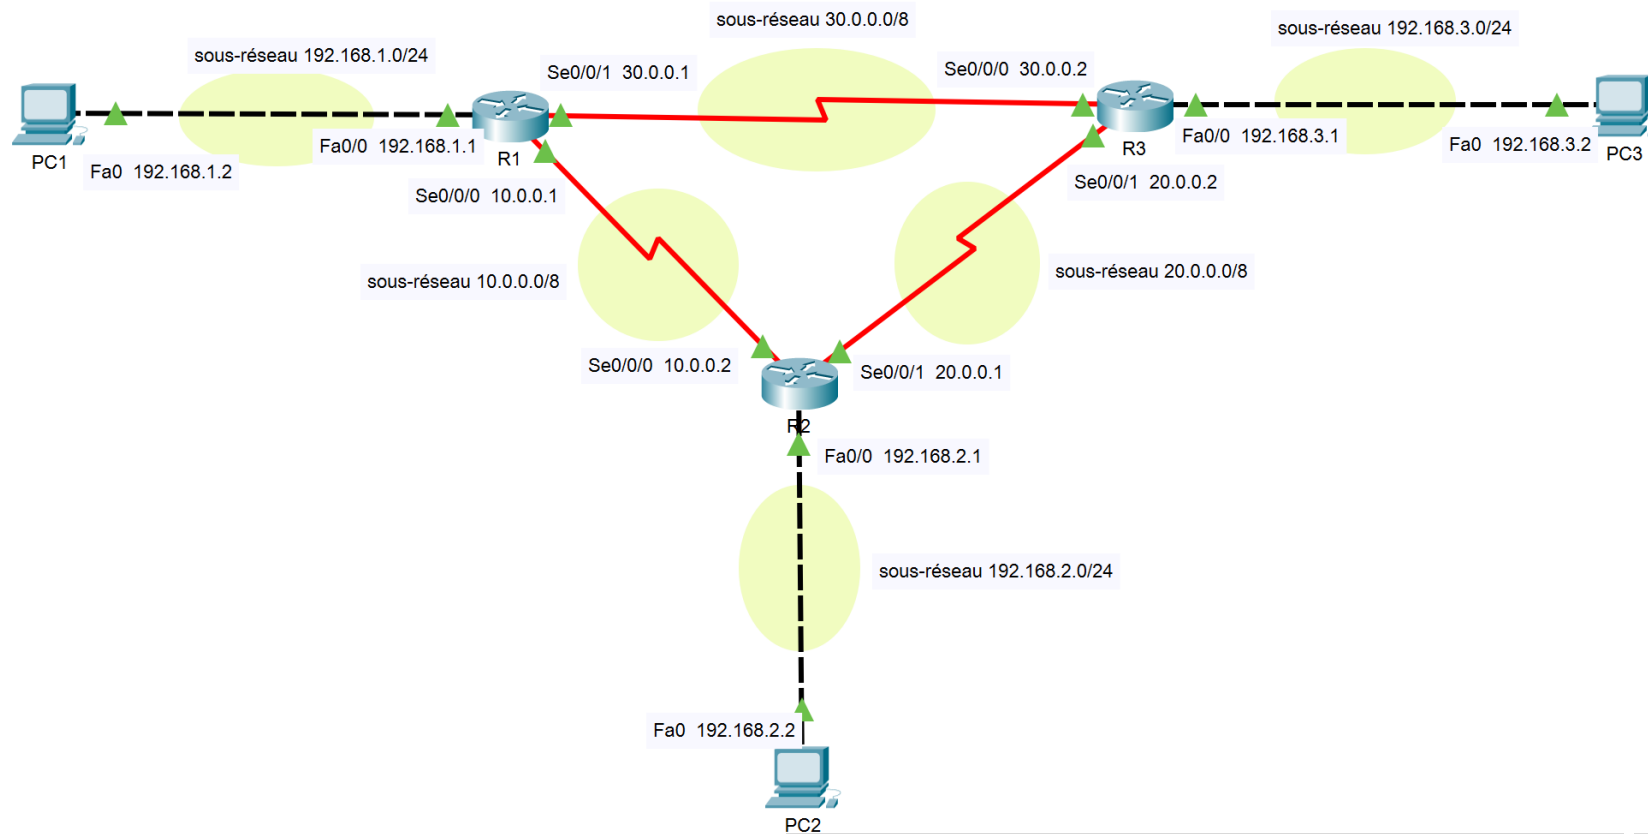 sous-réseau 30.0.0.0/8
sous-réseau 192.168.1.0/24
sous-réseau 192.168.3.0/24
Se0/0/1 30.0.0.1
Se0/0/0 30.0.0.2
Fa0/0 192.168.1.1
R1
R3
Fa0/0 192.168.3.1
Fa0 192.168.3.2
PC3
PC1
Fa0 192.168.1.2
Se0/0/0 10.0.0.1
Se0/0/1 20.0.0.2
sous-réseau 10.0.0.0/8
sous-réseau 20.0.0.0/8
Se0/0/0 10.0.0.2
Se0/0/1 20.0.0.1
R2
Fa0/0 192.168.2.1
sous-réseau 192.168.2.0/24
Fa0 192.168.2.2
PC2